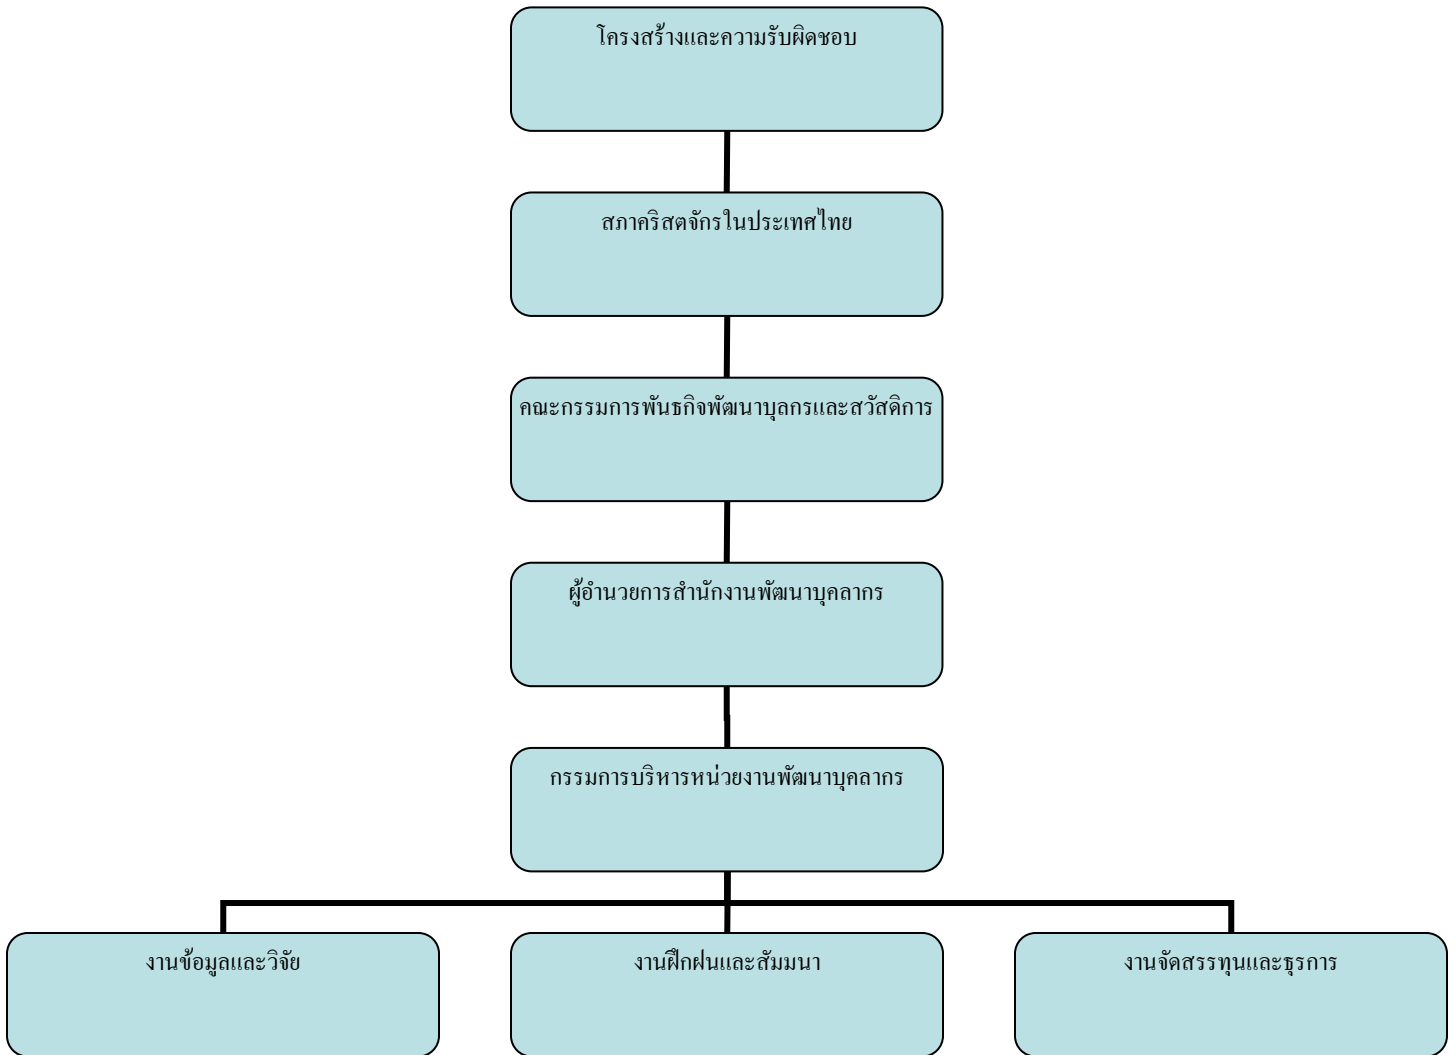 โครงสร้างและความรับผิดชอบ
สภาคริสตจักรในประเทศไทย
คณะกรรมการพันธกิจพัฒนาบุลกรและสวัสดิการ
ผู้อำนวยการสำนักงานพัฒนาบุคลากร
กรรมการบริหารหน่วยงานพัฒนาบุคลากร
งานข้อมูลและวิจัย
งานฝึกฝนและสัมมนา
งานจัดสรรทุนและธุรการ